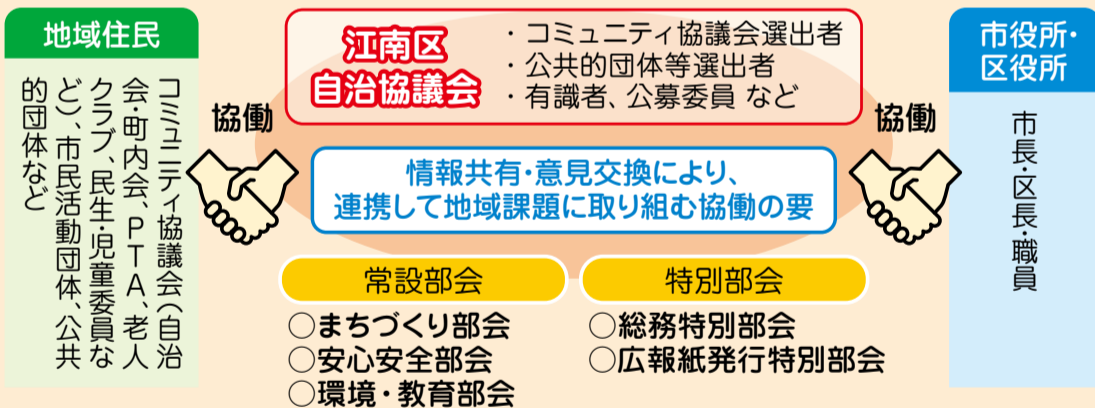 地域住民
コミュニティ協議会(自治
会・町内会、PTA、老人
クラブ、民生・児童委員な
ど)、市民活動団体、公共
的団体など
協働
江南区
自治協議会
・コミュニティ協議会選出者
・公共的団体等選出者
・有識者、公募委員 など
情報共有・意見交換により、
連携して地域課題に取り組む協働の要
常設部会
○まちづくり部会
○安心安全部会
○環境・教育部会
特別部会
○総務特別部会
○広報紙発行特別部会
協働
市役所・
区役所
市長・区長・職員